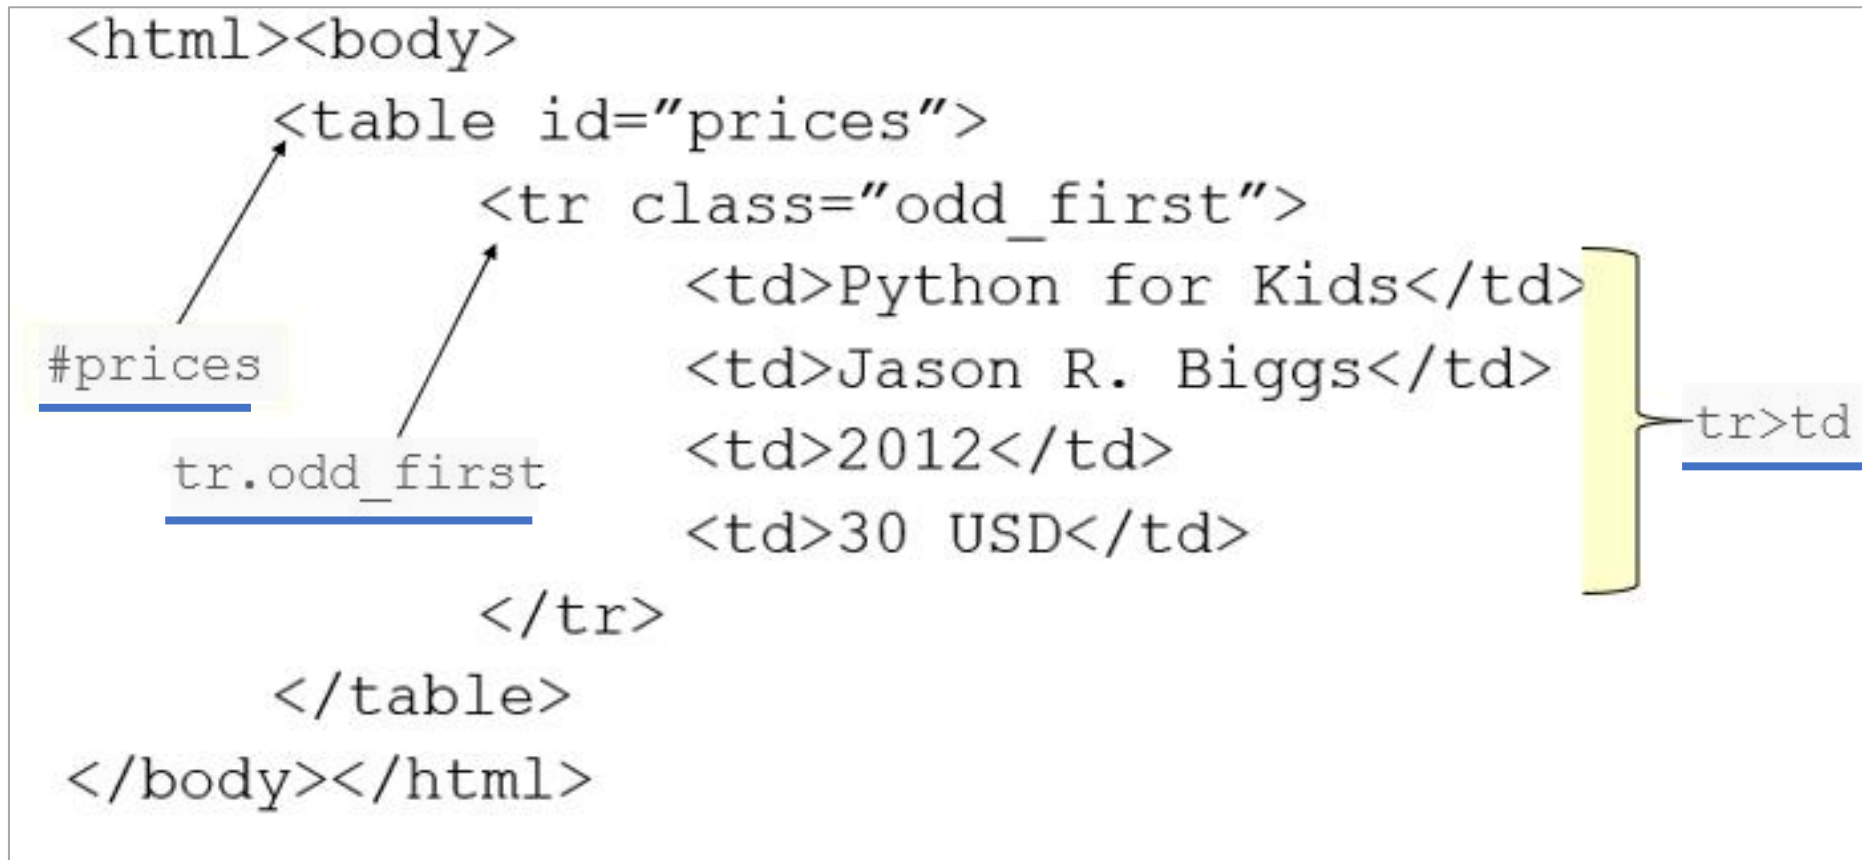 <html><body>
<table id=”prices”>
<tr class=”odd_first”>
<td>Python for Kids</td>
#prices
<td>Jason R. Biggs</td>
tr>td
tr.odd_first
<td>2012</td>
<td>30 USD</td>
</tr>
</table>
</body></html>